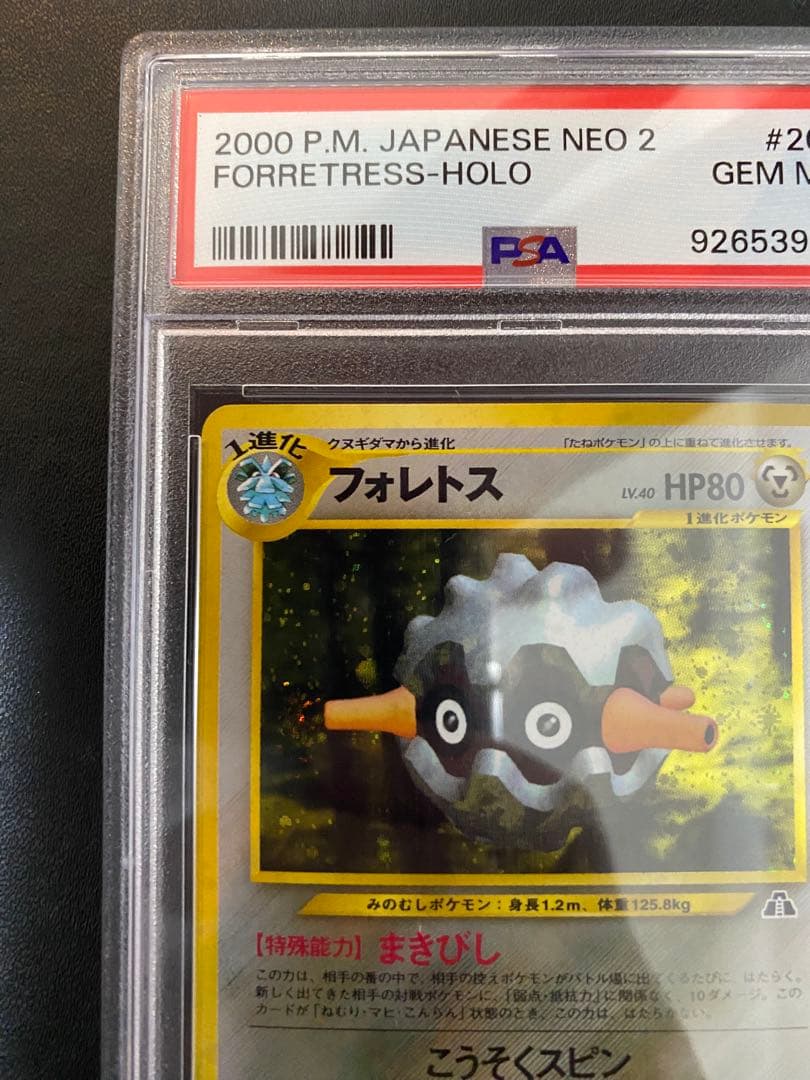 2000 P.M. JAPANESE NEO 2
FORRETRESS-HOLO
GEM
926539
PSA
1進化
クヌギダマから進化
「たねポケモン」の上に重ねて進化させます。
フォレトス
LV.40 HP80
1進化ポケモン
みのむしポケモン：身長1.2m、体重125.8kg
【特殊能力】まきびし
この力は、相手の番の中で、相手の控えポケモンがバトル場に出てくるたびに、はたらく。
新しく出てきた相手の対戦ポケモンに、「弱点・抵抗力」に関係なく、10ダメージ。この
カードが「ねむり・マヒ・こんらん」状態のとき、この力は、はたらかない。
こうそくスピン